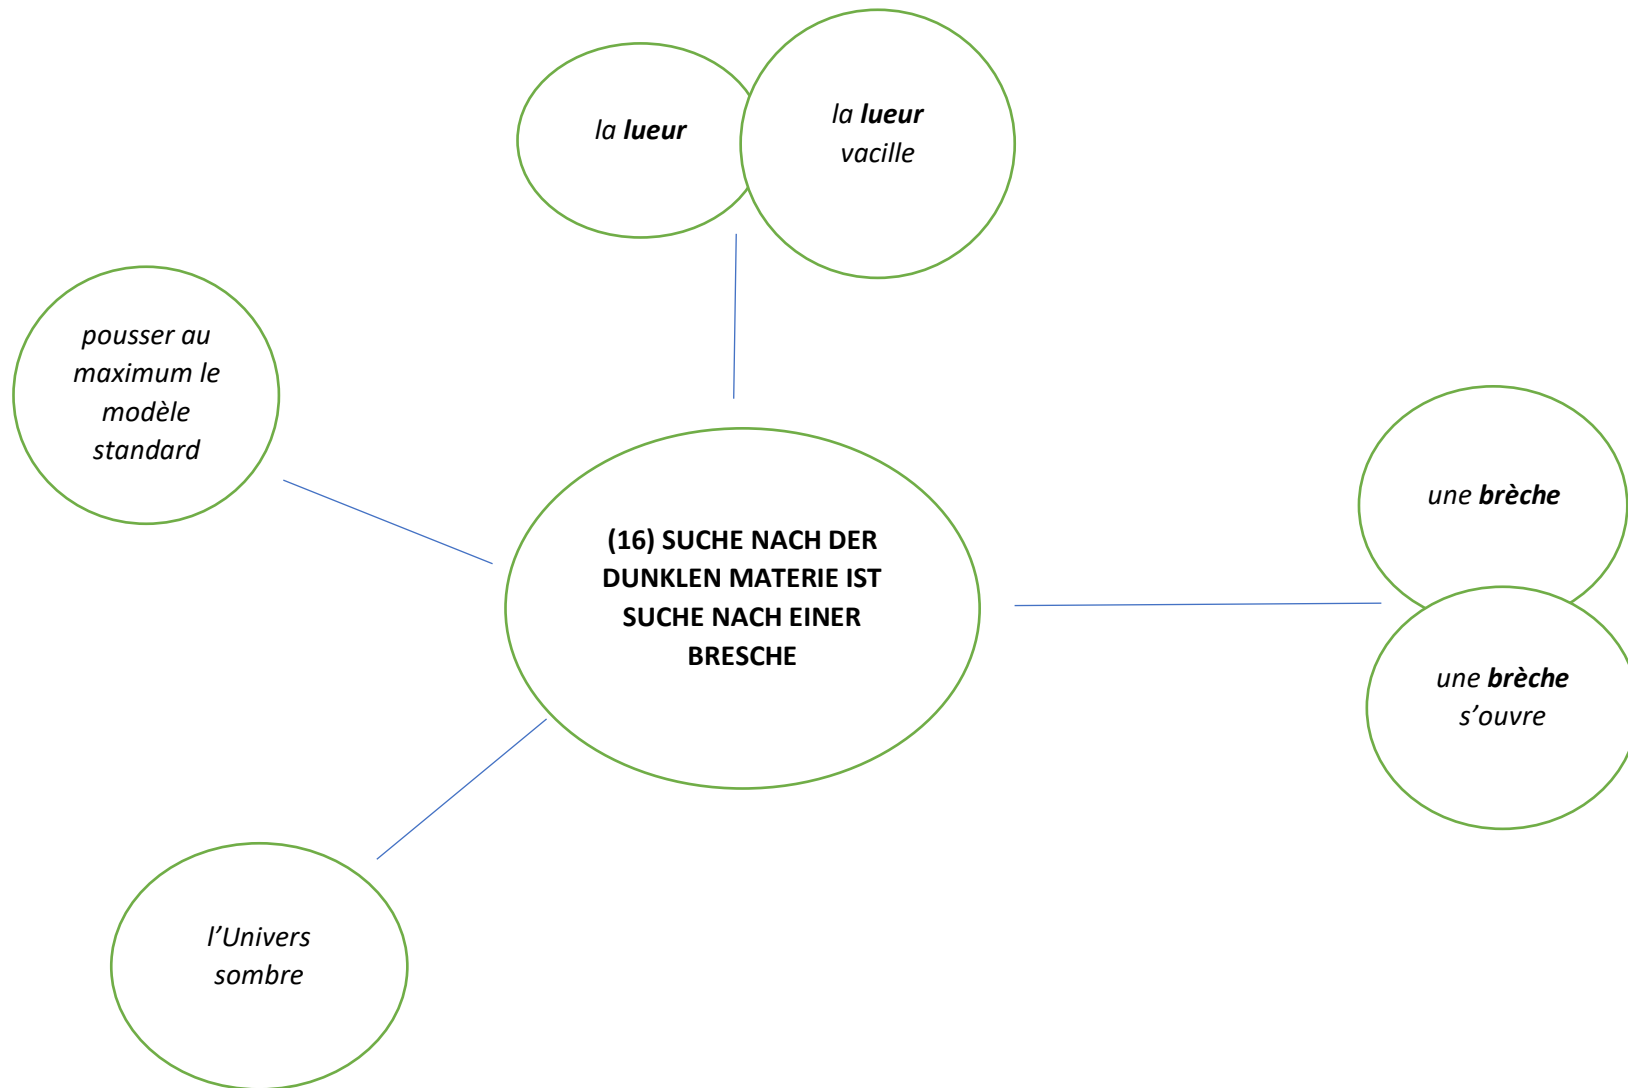 la lueur
la lueur
vacille
pousser au
maximum le
modèle
standard
une brèche
(16) SUCHE NACH DER
DUNKLEN MATERIE IST
SUCHE NACH EINER
BRESCHE
une brèche
s’ouvre
l’Univers
sombre